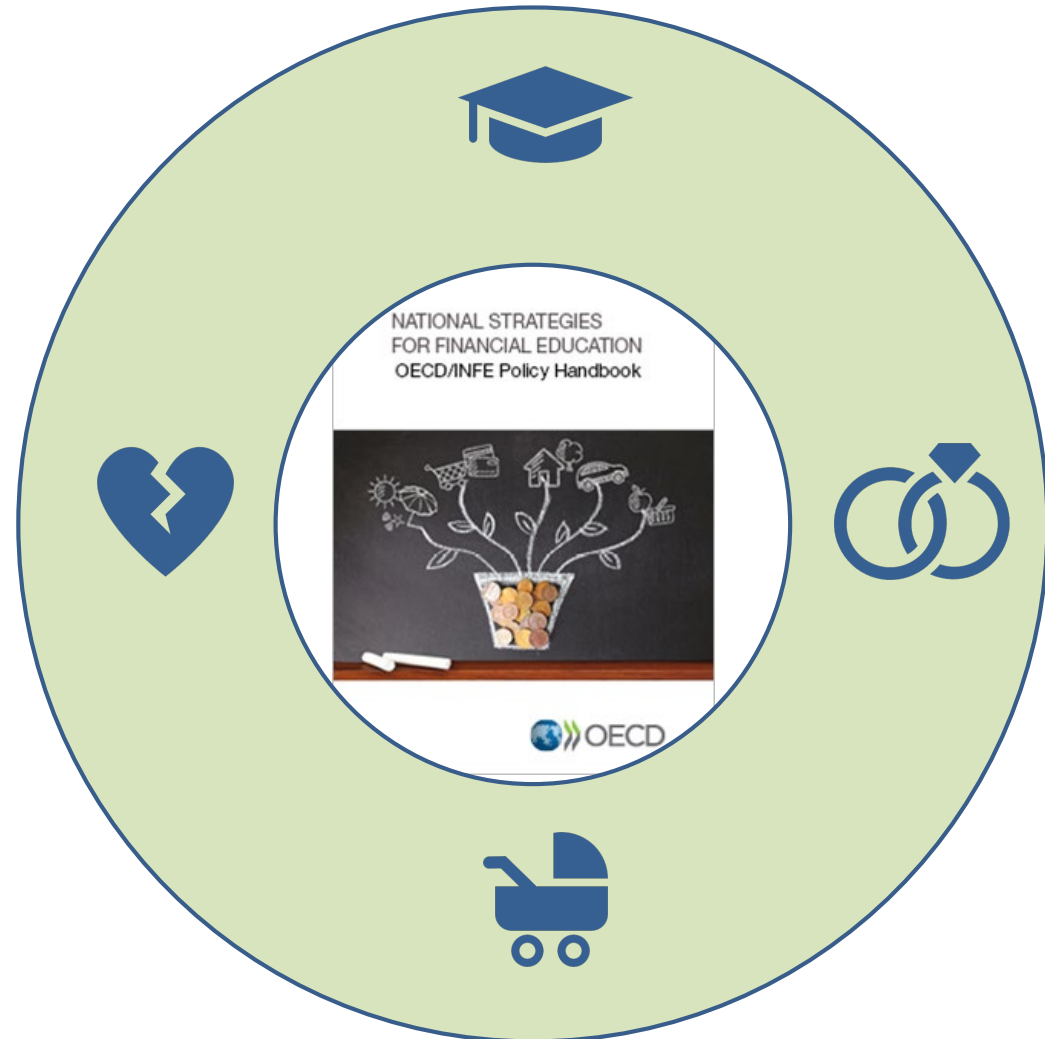 NATIONAL STRATEGIES
FOR FINANCIAL EDUCATION
OECD/INFE Policy Handbook
OECD